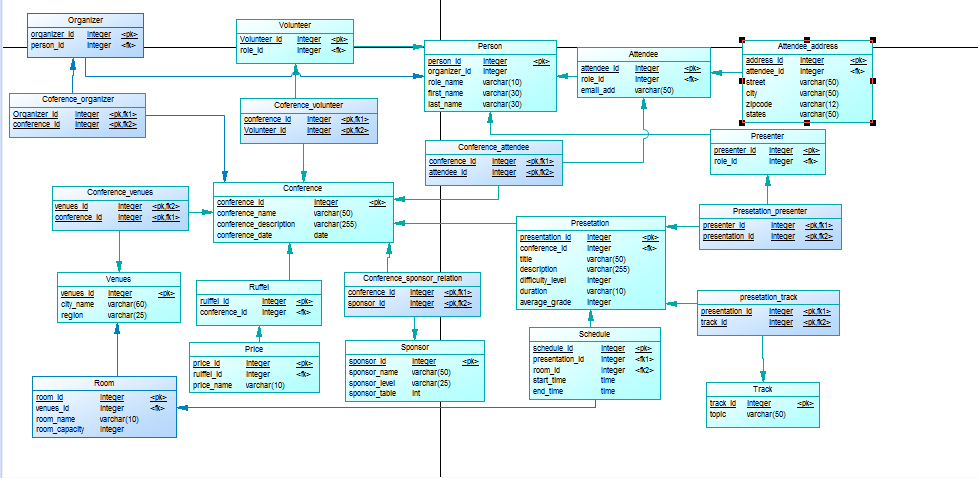 Organizer
organizer_id Integer <pk>
person_id Integer <fk>
Volunteer
Volunteer_id Integer <pk>
role_id Integer <fk>
Person
person_id Integer <pk>
organizer_id Integer
role_name varchar(10)
first_name varchar(30)
last_name varchar(30)
Attendee
attendee_id Integer <pk>
role_id Integer <fk>
email_add varchar(50)
Attendee_address
address_id Integer <pk>
attendee_id Integer <fk>
street varchar(50)
city varchar(50)
zipcode varchar(12)
states varchar(50)
Coference_organizer
Organizer_id Integer <pk,fk1>
conference_id Integer <pk,fk2>
Coference_volunteer
conference_id Integer <pk,fk1>
Volunteer_id Integer <pk,fk2>
Conference_attendee
conference_id Integer <pk,fk1>
attendee_id Integer <pk,fk2>
Presenter
presenter_id Integer <pk>
role_id Integer <fk>
Conference_venues
venues_id Integer <pk,fk2>
conference_id Integer <pk,fk1>
Conference
conference_id Integer <pk>
conference_name varchar(50)
conference_description varchar(255)
conference_date date
Presetation
presentation_id Integer <pk>
conference_id Integer <fk>
title varchar(50)
description varchar(255)
difficulty_level Integer
duration varchar(10)
average_grade Integer
Presetation_presenter
presenter_id Integer <pk,fk1>
presentation_id Integer <pk,fk2>
Venues
venues_id Integer <pk>
city_name varchar(60)
region varchar(25)
Ruffel
ruiffel_id Integer <pk>
conference_id Integer <fk>
Conference_sponsor_relation
conference_id Integer <pk,fk1>
sponsor_id Integer <pk,fk2>
presetation_track
presentation_id Integer <pk,fk1>
track_id Integer <pk,fk2>
Price
price_id Integer <pk>
ruiffel_id Integer <fk>
price_name varchar(10)
Sponsor
sponsor_id Integer <pk>
sponsor_name varchar(50)
sponsor_level varchar(25)
sponsor_table int
Schedule
schedule_id Integer <pk>
presentation_id Integer <fk1>
room_id Integer <fk2>
start_time time
end_time time
Room
room_id Integer <pk>
venues_id Integer <fk>
room_name varchar(10)
room_capacity Integer
Track
track_id Integer <pk>
topic varchar(50)